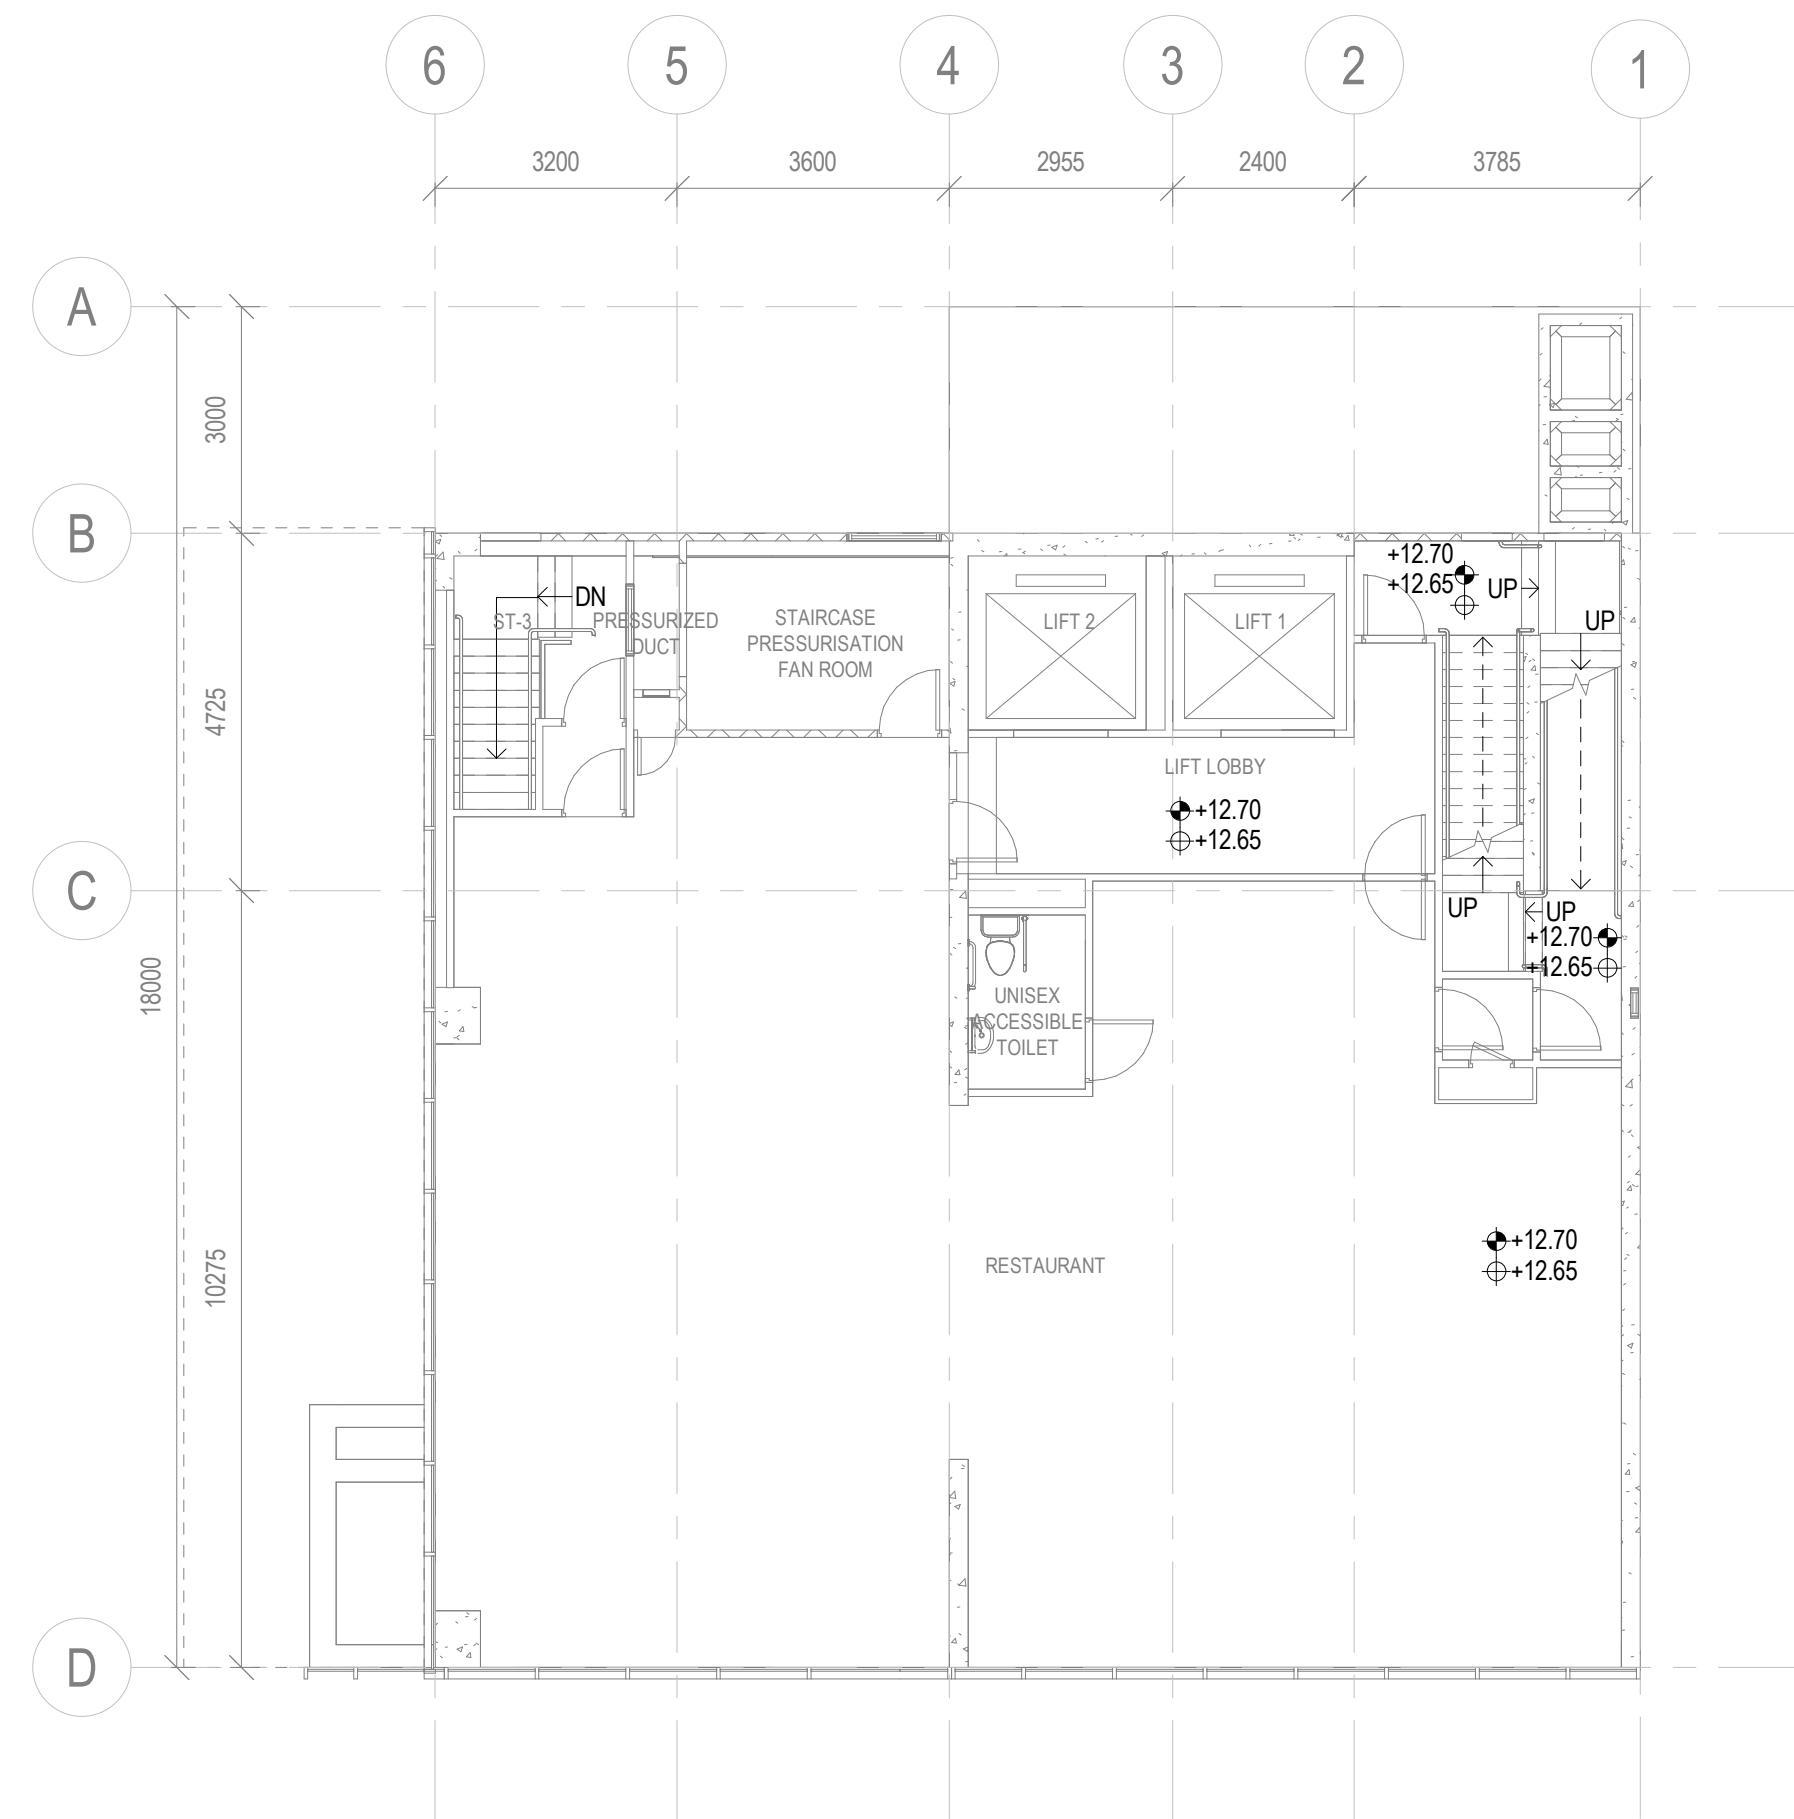 6
5
4
3
2
1
3200
3600
2955
2400
3785
A
B
C
D
3000
4725
18000
10275
DN
ST-3
PRESSURIZED
DUCT
STAIRCASE
PRESSURISATION
FAN ROOM
LIFT 2
LIFT 1
+12.70
+12.65
UP
UP
LIFT LOBBY
+12.70
+12.65
UP
UP
+12.70
+12.65
UNISEX
ACCESSIBLE
TOILET
RESTAURANT
+12.70
+12.65